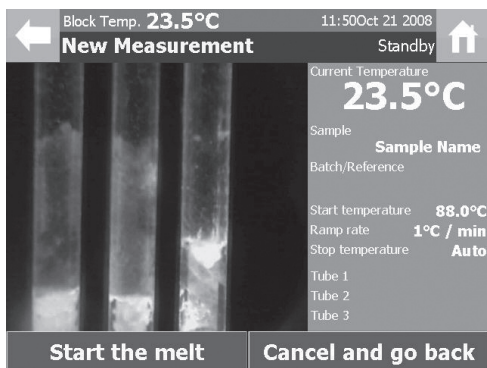 Block Temp. 23.5°C 11:50Oct 21 2008
New Measurement Standby
Current Temperature
23.5°C
Sample
Sample Name
Batch/Reference
Start temperature 88.0°C
Ramp rate 1°C / min
Stop temperature Auto
Tube 1
Tube 2
Tube 3
Start the melt Cancel and go back